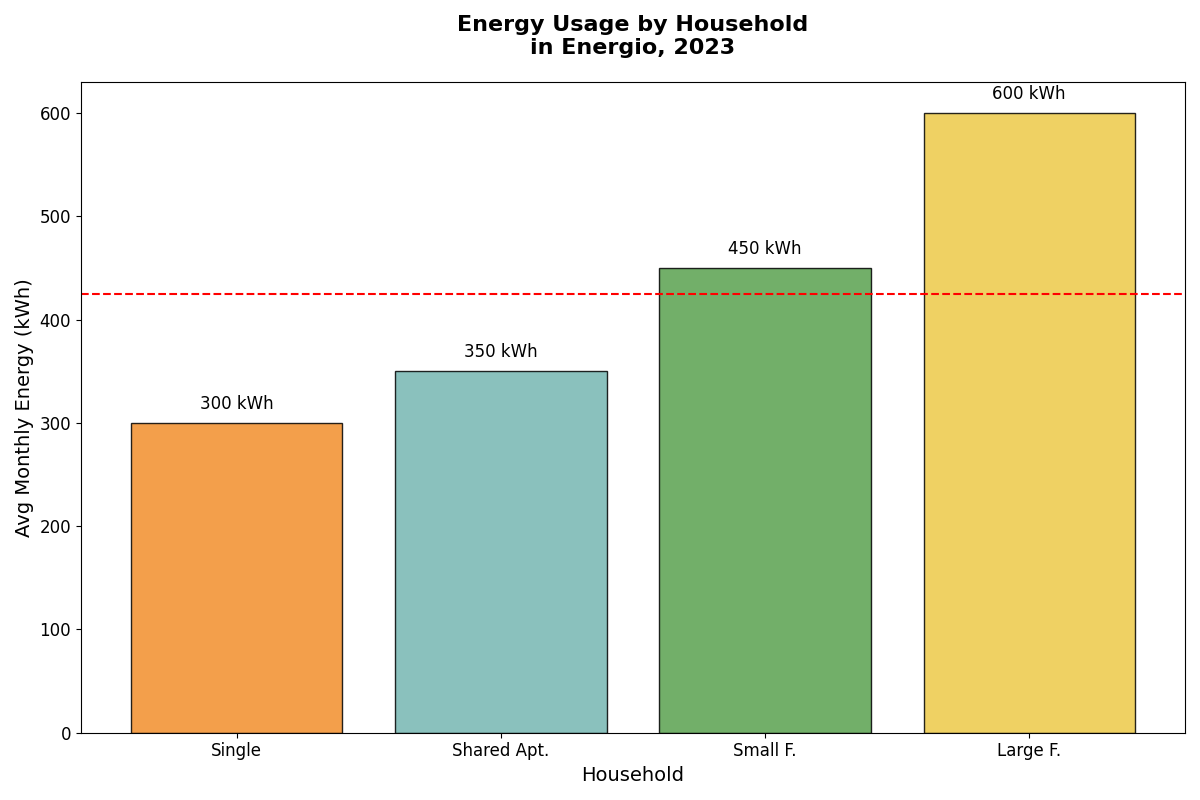 Energy Usage by Household
in Energio, 2023
Avg Monthly Energy (kWh)
600
500
400
300
200
100
0
300 kWh
350 kWh
450 kWh
600 kWh
Single
Shared Apt.
Small F.
Large F.
Household